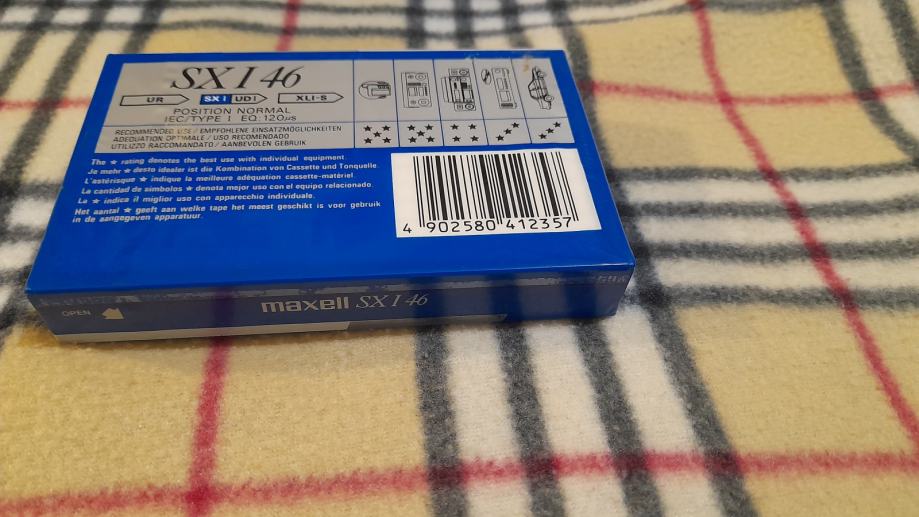 SX I 46
UR SX I UD I XLI-S
POSITION NORMAL
IEC/TYPE I EQ: 120µs
RECOMMENDED USE / EMPFOHLENE EINSATZMÖGLICHKEITEN
ADEQUATION OPTIMALE / USO RECOMENDADO
UTILIZZO RACCOMANDATO / AANBEVOLEN GEBRUIK
★★★★★ ★★★★★ ★★★★ ★★★ ★★★
The ★ rating denotes the best use with individual equipment.
Je mehr ★ desto idealer ist die Kombination von Cassette und Tonquelle.
L'astérisque ★ indique la meilleure adéquation cassette-matériel.
La cantidad de simbolos ★ denota mejor uso con el equipo relacionado.
La ★ indica il miglior uso con apparecchio individuale.
Het aantal ★ geeft aan welke tape het meest geschikt is voor gebruik
in de aangegeven apparatuur.
4 902580 412357
OPEN maxell SX I 46